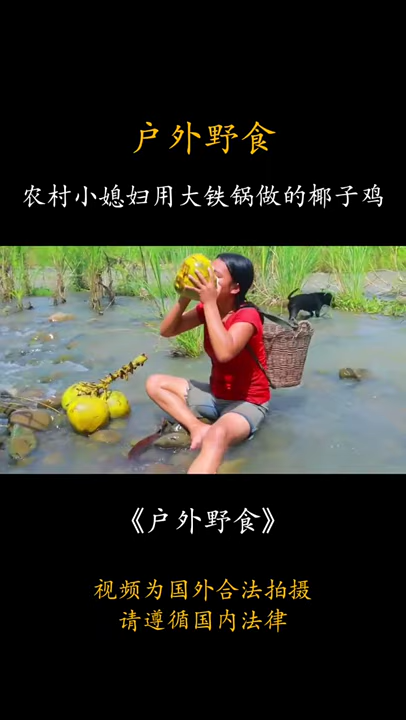 户外野食
农村小媳妇用大铁锅做的椰子鸡
《户外野食》
视频为国外合法拍摄
请遵循国内法律